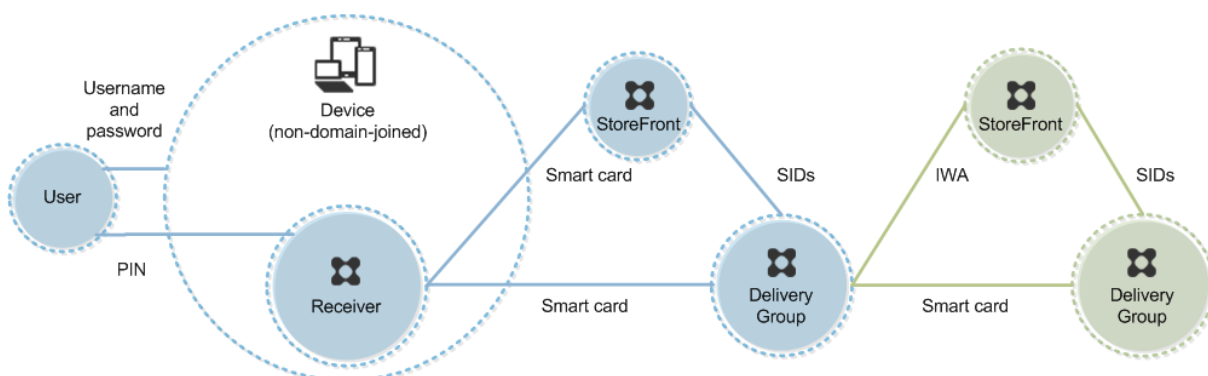 Username
and
password
Device
(non-domain-joined)
User
PIN
Receiver
StoreFront
Smart card
SIDs
Smart card
Delivery
Group
StoreFront
IWA
SIDs
Smart card
Delivery
Group